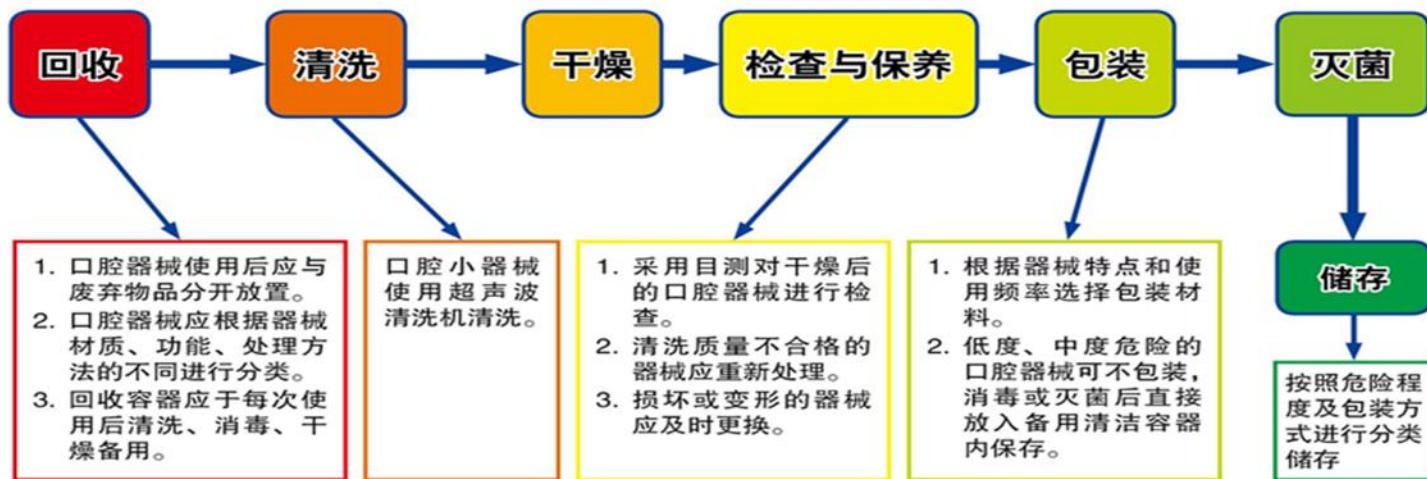 回收
清洗
干燥
检查与保养
包装
灭菌
1. 口腔器械使用后应与
废弃物品分开放置。
2. 口腔器械应根据器械
材质、功能、处理方
法的不同进行分类。
3. 回收容器应于每次使
用后清洗、消毒、干
燥备用。
口腔小器械
使用超声波
清洗机清洗。
1. 采用目测对干燥后
的口腔器械进行检
查。
2. 清洗质量不合格的
器械应重新处理。
3. 损坏或变形的器械
应及时更换。
1. 根据器械特点和使
用频率选择包装材
料。
2. 低度、中度危险的
口腔器械可不包装，
消毒或灭菌后直接
放入备用清洁容器
内保存。
储存
按照危险程
度及包装方
式进行分类
储存